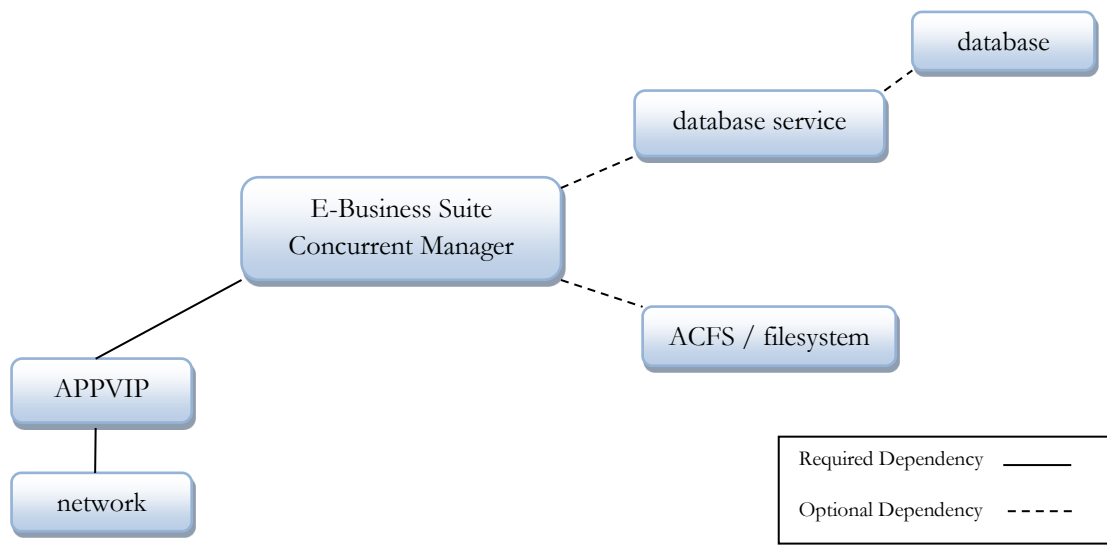 database
database service
E-Business Suite
Concurrent Manager
ACFS / filesystem
APPVIP
network
Required Dependency
Optional Dependency